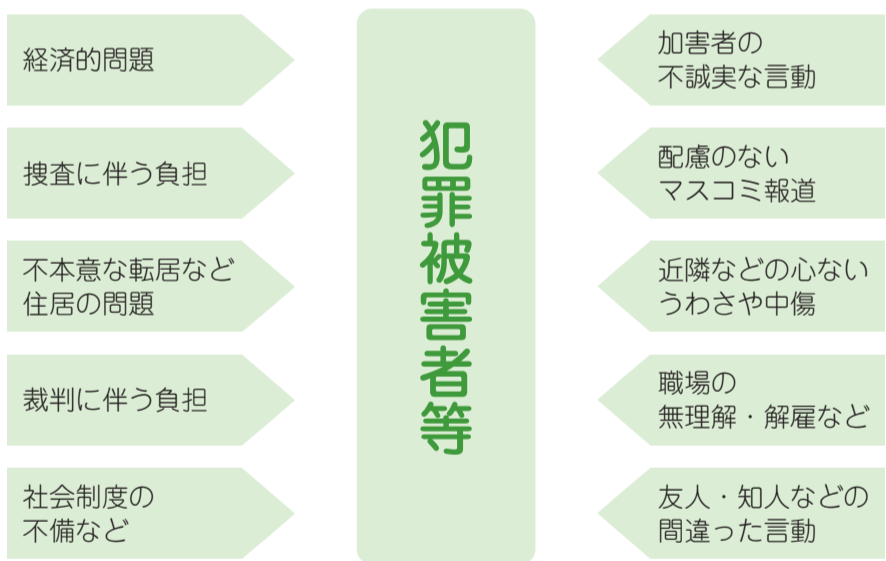 経済的問題
捜査に伴う負担
不本意な転居など
住居の問題
裁判に伴う負担
社会制度の
不備など
犯罪被害者等
加害者の
不誠実な言動
配慮のない
マスコミ報道
近隣などの心ない
うわさや中傷
職場の
無理解・解雇など
友人・知人などの
間違った言動